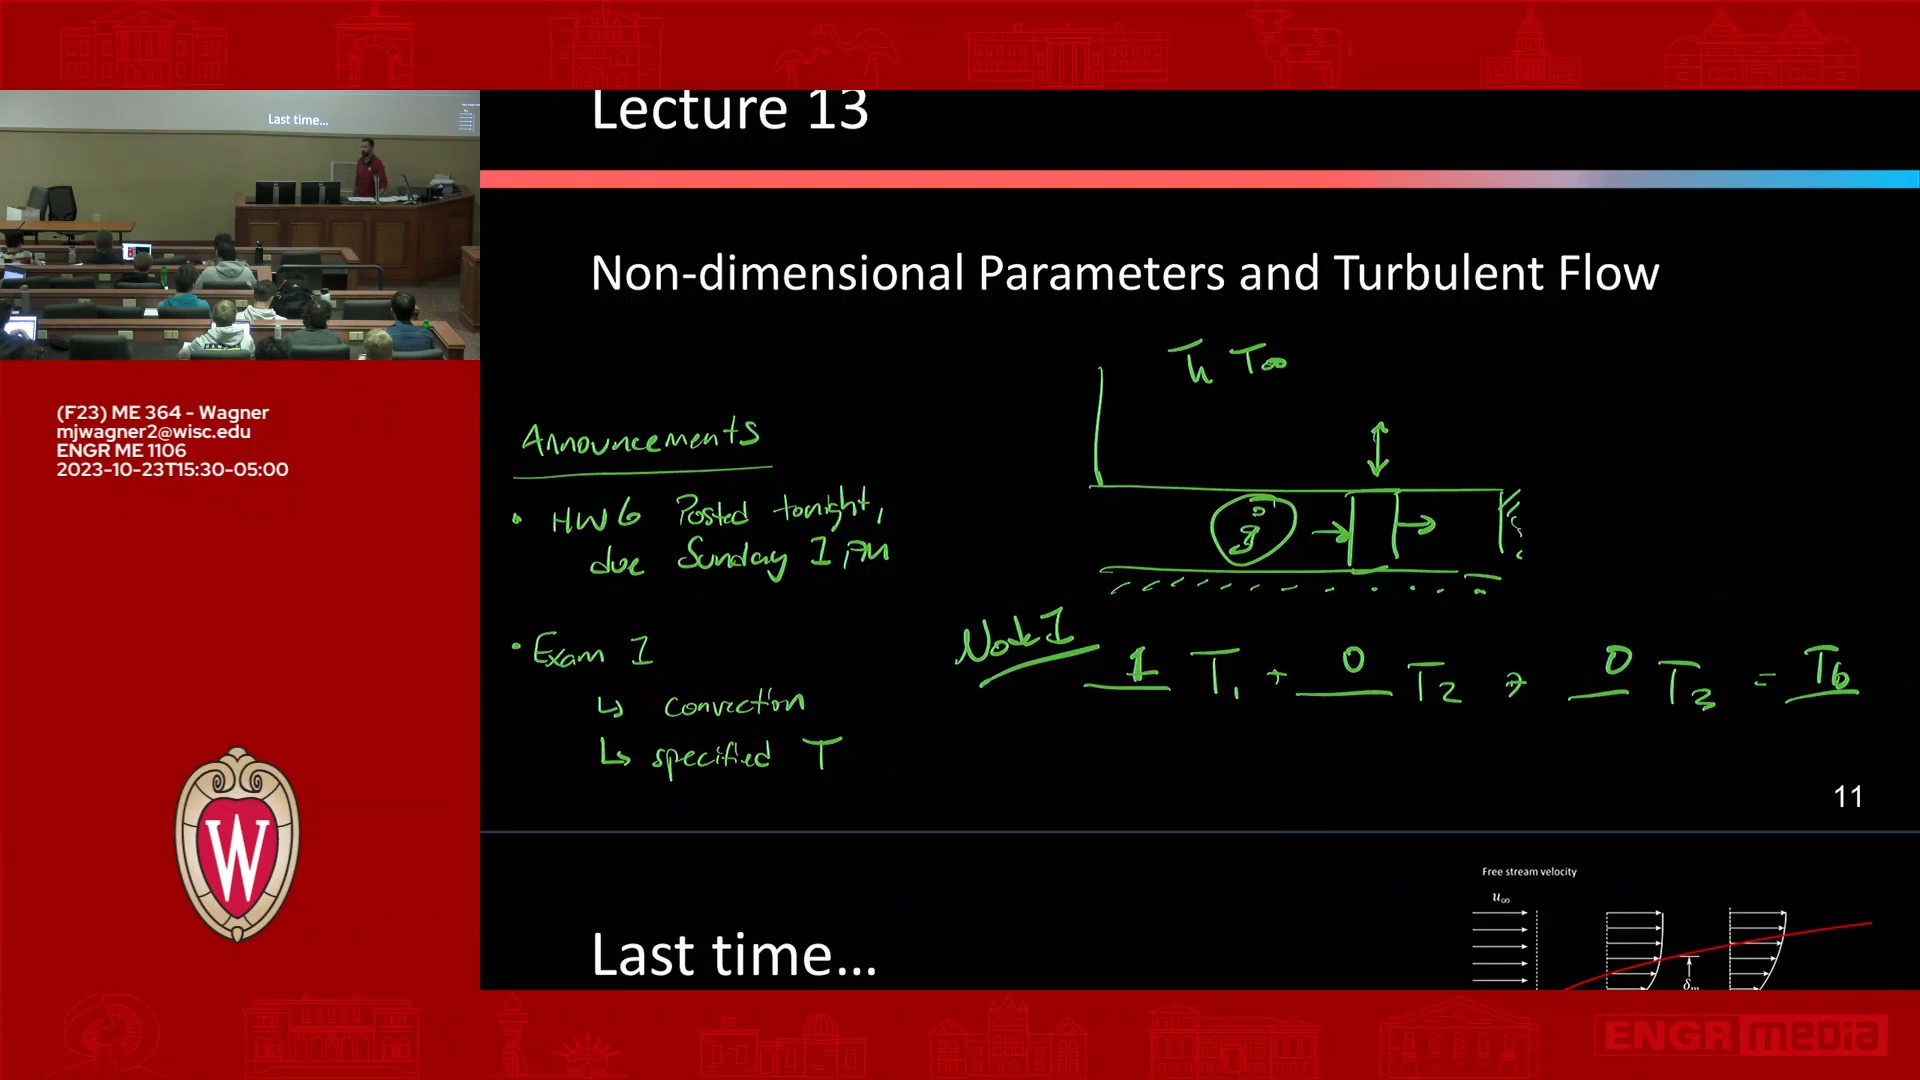 Lecture 13
Last time...
Non-dimensional Parameters and Turbulent Flow
h T∞
Announcements
• HW6 Posted tonight,
due Sunday 1 PM
(F23) ME 364 - Wagner
mjwagner2@wisc.edu
ENGR ME 1106
2023-10-23T15:30-05:00
• Exam 1
↳ convection
↳ specified T
Node 1
1 T1 + 0 T2 + 0 T3 = Tb
11
W
Last time...
Free stream velocity
u∞
δm
ENGR media